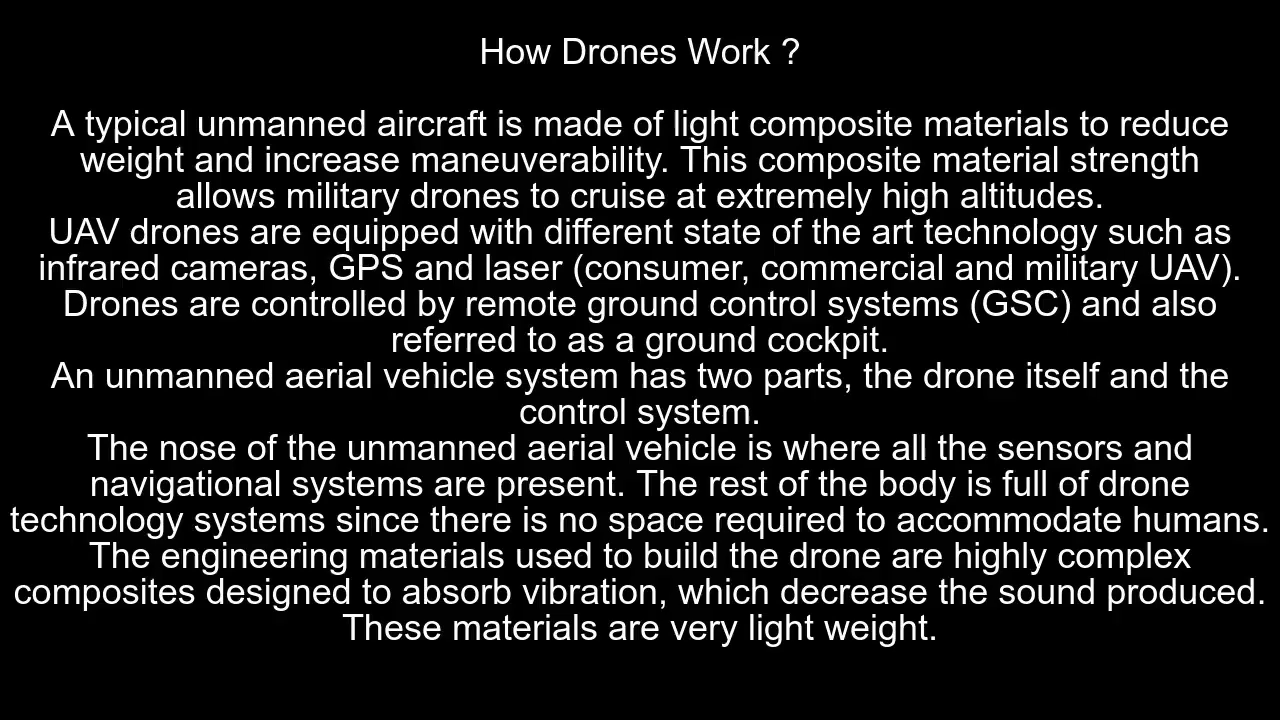 How Drones Work ?
A typical unmanned aircraft is made of light composite materials to reduce
weight and increase maneuverability. This composite material strength
allows military drones to cruise at extremely high altitudes.
UAV drones are equipped with different state of the art technology such as
infrared cameras, GPS and laser (consumer, commercial and military UAV).
Drones are controlled by remote ground control systems (GSC) and also
referred to as a ground cockpit.
An unmanned aerial vehicle system has two parts, the drone itself and the
control system.
The nose of the unmanned aerial vehicle is where all the sensors and
navigational systems are present. The rest of the body is full of drone
technology systems since there is no space required to accommodate humans.
The engineering materials used to build the drone are highly complex
composites designed to absorb vibration, which decrease the sound produced.
These materials are very light weight.